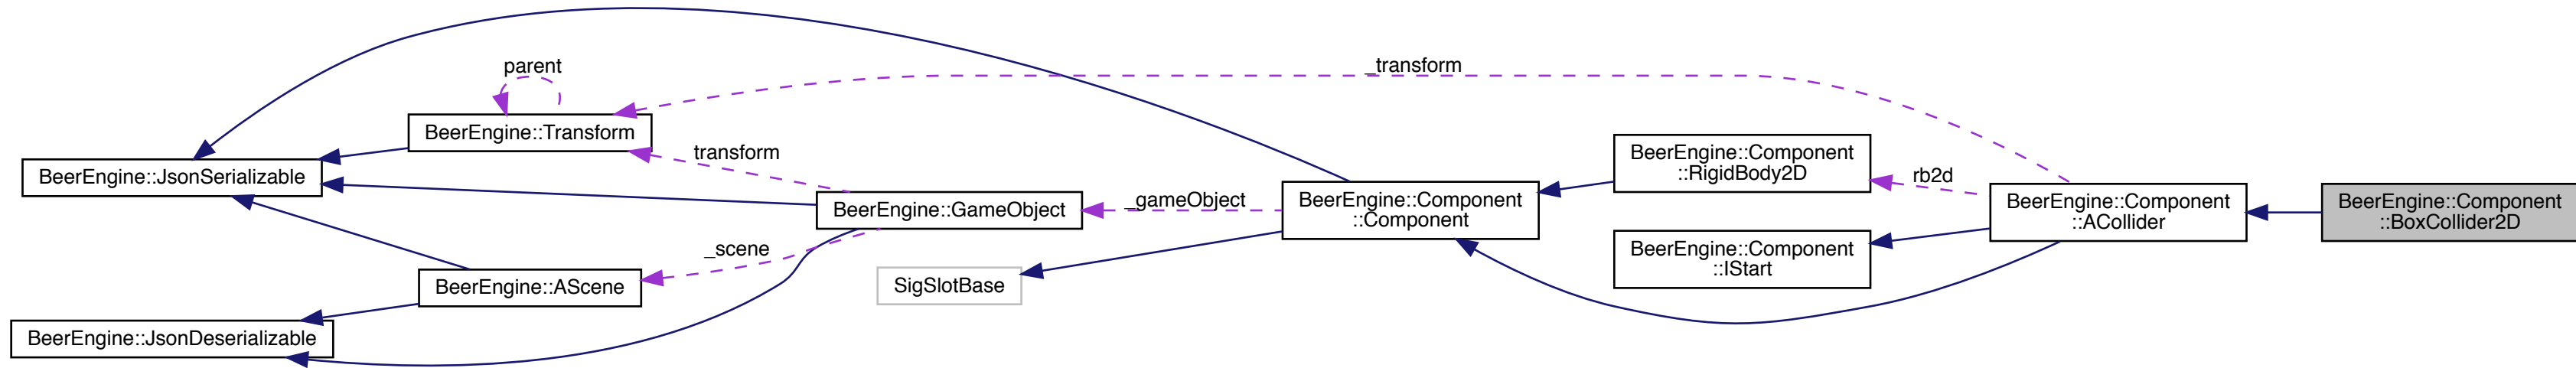 parent
_transform
BeerEngine::Transform
transform
BeerEngine::JsonSerializable
BeerEngine::Component
::RigidBody2D
rb2d
BeerEngine::GameObject
_gameObject
BeerEngine::Component
::Component
BeerEngine::Component
::ACollider
BeerEngine::Component
::BoxCollider2D
_scene
BeerEngine::Component
::IStart
BeerEngine::AScene
SigSlotBase
BeerEngine::JsonDeserializable